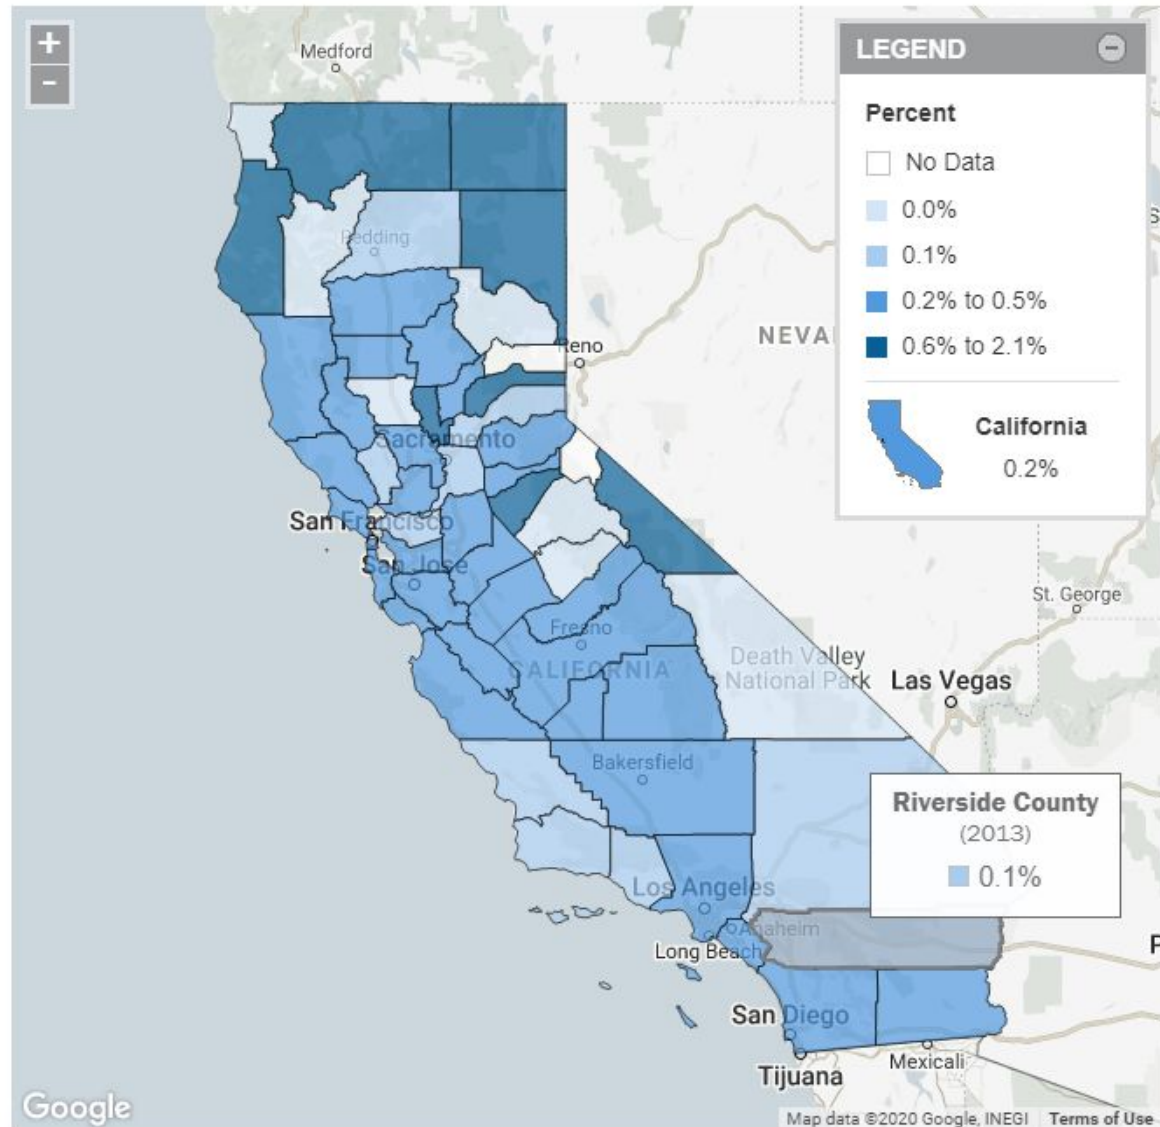 +
-
Medford
LEGEND
Percent
No Data
0.0%
0.1%
0.2% to 0.5%
0.6% to 2.1%
California
0.2%
Redding
NEVA
Reno
Sacramento
San Francisco
San Jose
St. George
Fresno
CALIFORNIA
Death Valley
National Park
Las Vegas
Bakersfield
Riverside County
(2013)
0.1%
Los Angeles
Anaheim
Long Beach
San Diego
Mexicali
Tijuana
Google
Map data ©2020 Google, INEGI
Terms of Use